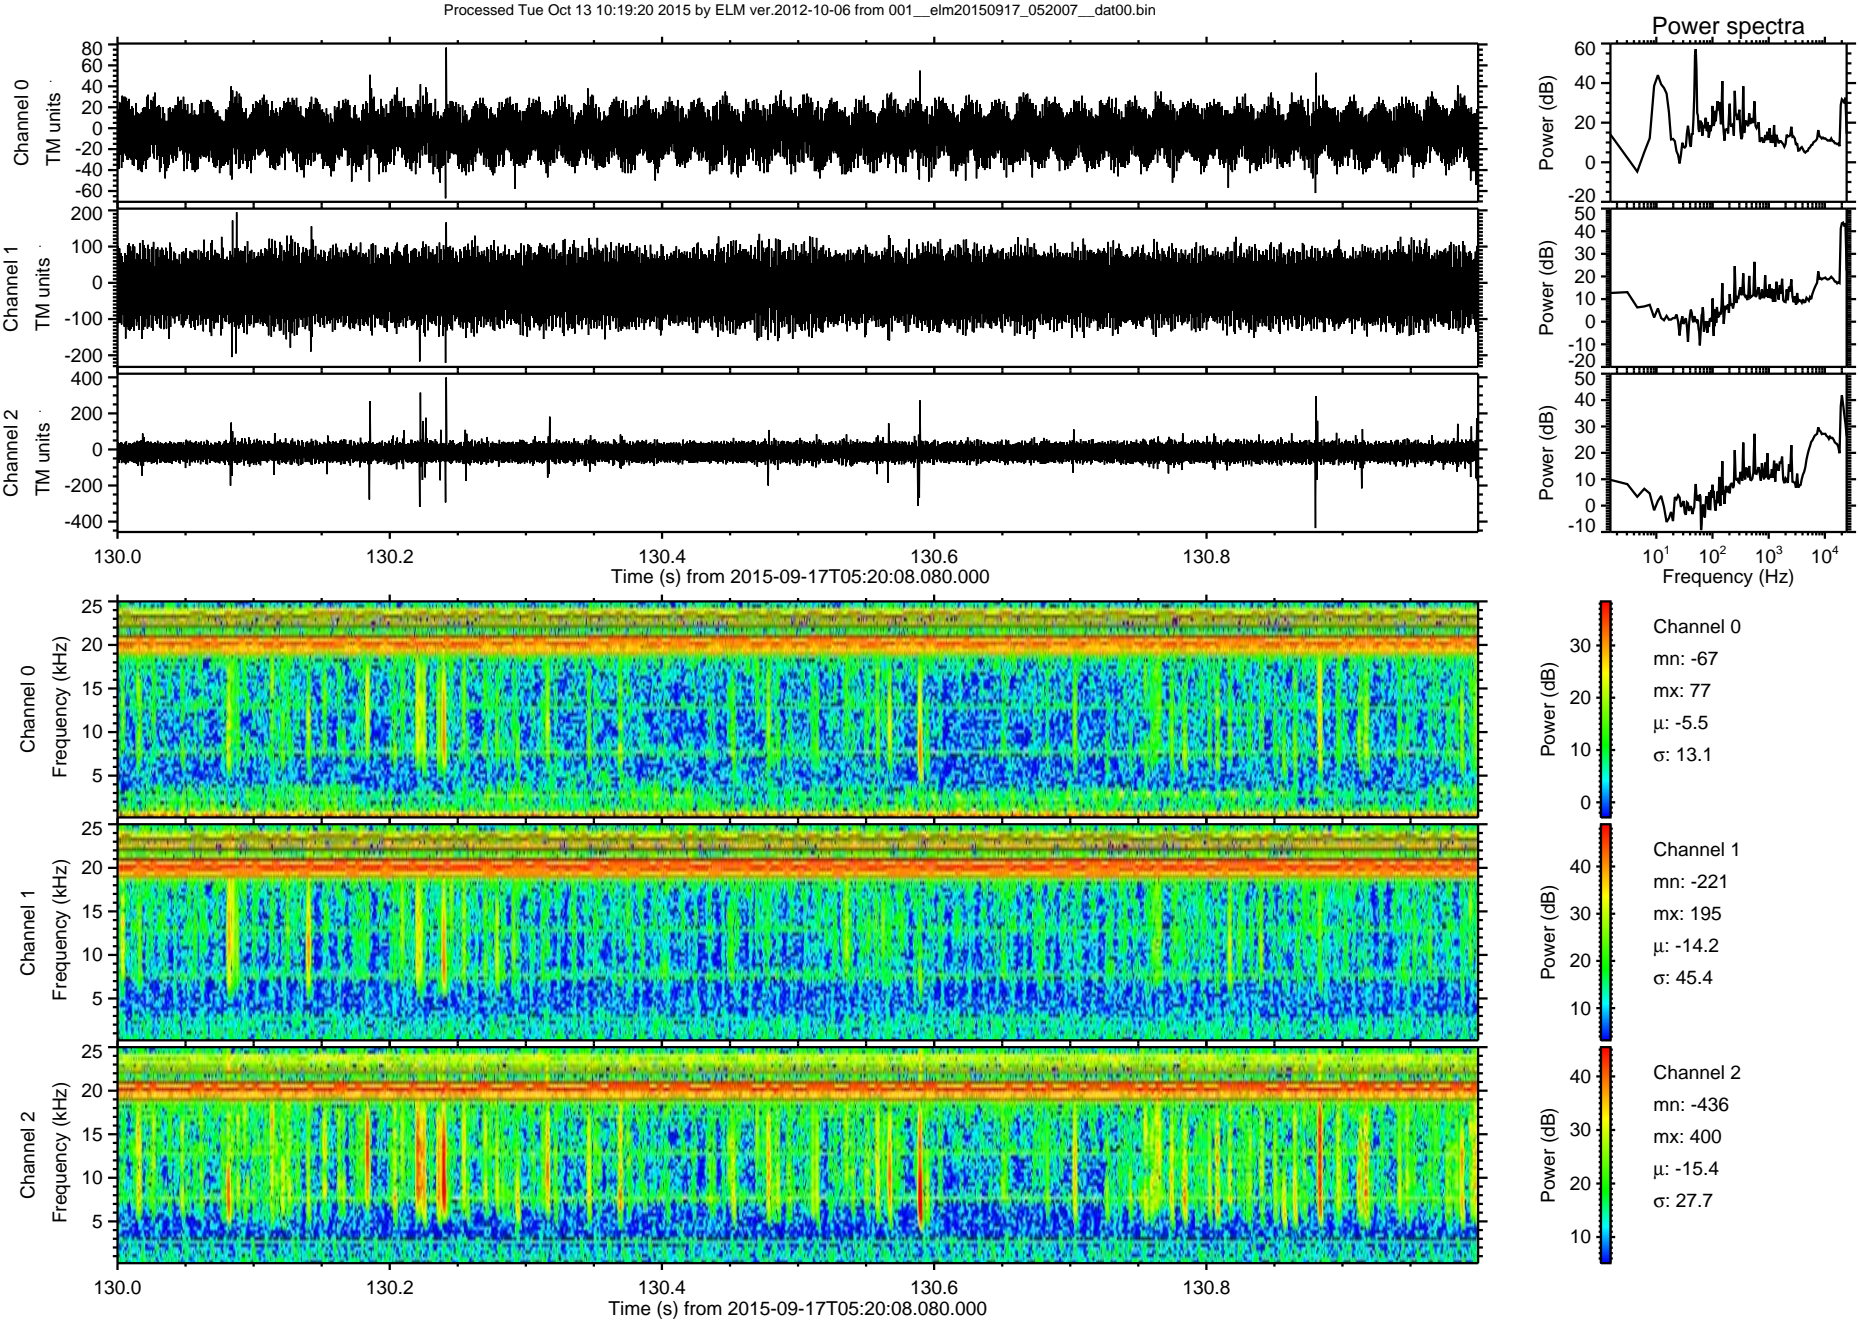 Processed Tue Oct 13 10:19:20 2015 by ELM ver.2012-10-06 from 001__elm20150917_052007__dat00.bin
Power spectra
Channel 0
TM units
80
60
40
20
0
-20
-40
-60
Power (dB)
60
40
20
0
-20
Channel 1
TM units
200
100
0
-100
-200
Power (dB)
50
40
30
20
10
0
-10
-20
Channel 2
TM units
400
200
0
-200
-400
Power (dB)
50
40
30
20
10
0
-10
130.0 130.2 130.4 130.6 130.8
Time (s) from 2015-09-17T05:20:08.080.000
10¹ 10² 10³ 10⁴
Frequency (Hz)
Channel 0
Frequency (kHz)
25
20
15
10
5
Power (dB)
30
20
10
0
Channel 0
mn: -67
mx: 77
μ: -5.5
σ: 13.1
Channel 1
Frequency (kHz)
25
20
15
10
5
Power (dB)
40
30
20
10
Channel 1
mn: -221
mx: 195
μ: -14.2
σ: 45.4
Channel 2
Frequency (kHz)
25
20
15
10
5
Power (dB)
40
30
20
10
Channel 2
mn: -436
mx: 400
μ: -15.4
σ: 27.7
130.0 130.2 130.4 130.6 130.8
Time (s) from 2015-09-17T05:20:08.080.000